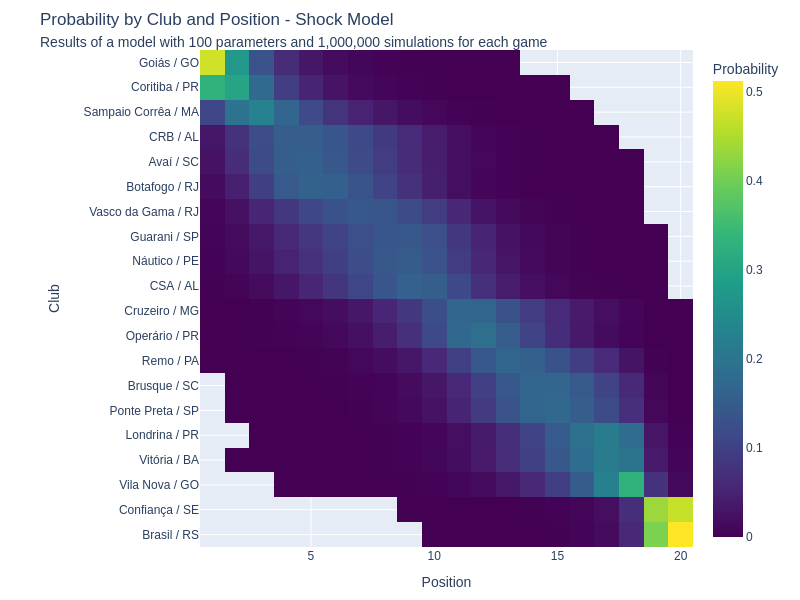 Probability by Club and Position - Shock Model
Results of a model with 100 parameters and 1,000,000 simulations for each game
Probability
Goiás / GO
Coritiba / PR
Sampaio Corrêa / MA
CRB / AL
Avaí / SC
Botafogo / RJ
Vasco da Gama / RJ
Guarani / SP
Náutico / PE
CSA / AL
Cruzeiro / MG
Operário / PR
Remo / PA
Brusque / SC
Ponte Preta / SP
Londrina / PR
Vitória / BA
Vila Nova / GO
Confiança / SE
Brasil / RS
Club
5
10
15
20
Position
0.5
0.4
0.3
0.2
0.1
0